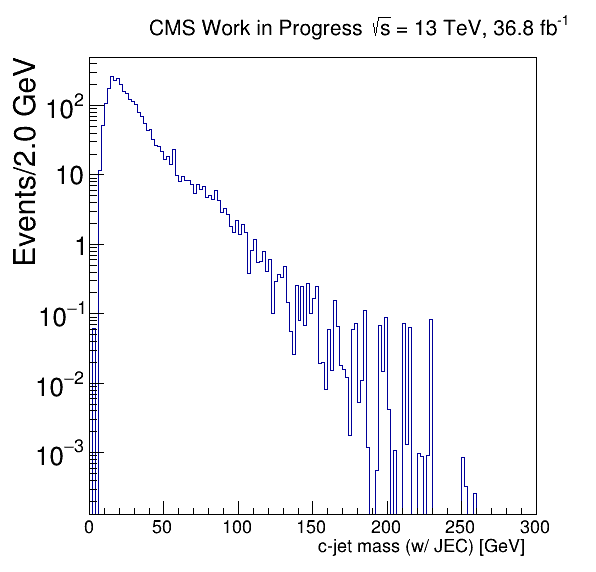 CMS Work in Progress √s = 13 TeV, 36.8 fb⁻¹
Events/2.0 GeV
10²
10
1
10⁻¹
10⁻²
10⁻³
0 50 100 150 200 250 300
c-jet mass (w/ JEC) [GeV]